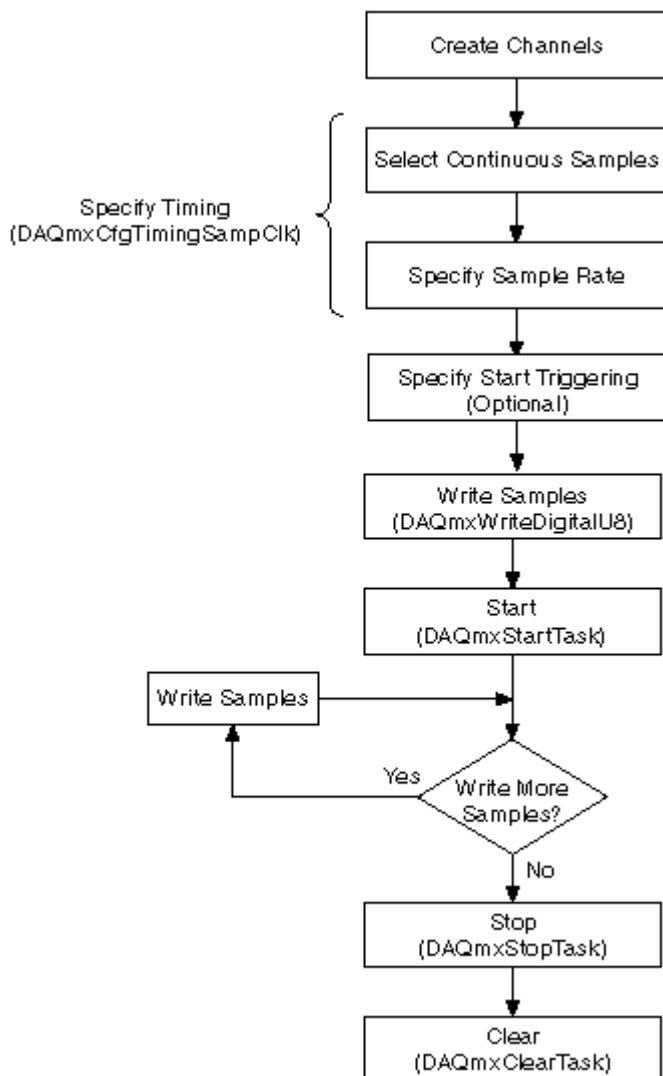 Create Channels
Select Continuous Samples
Specify Timing
(DAQmxCfgTimingSampClk)
Specify Sample Rate
Specify Start Triggering
(Optional)
Write Samples
(DAQmxWriteDigitalU8)
Start
(DAQmxStartTask)
Write Samples
Yes
Write More
Samples?
No
Stop
(DAQmxStopTask)
Clear
(DAQmxClearTask)